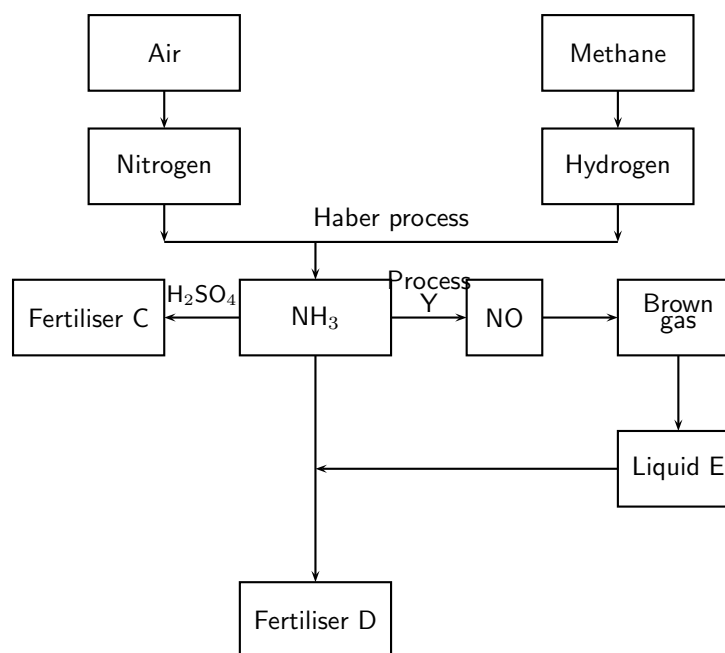 Air
Methane
Nitrogen
Hydrogen
Haber process
Fertiliser C
H₂SO₄
NH₃
Process
Y
NO
Brown
gas
Liquid E
Fertiliser D